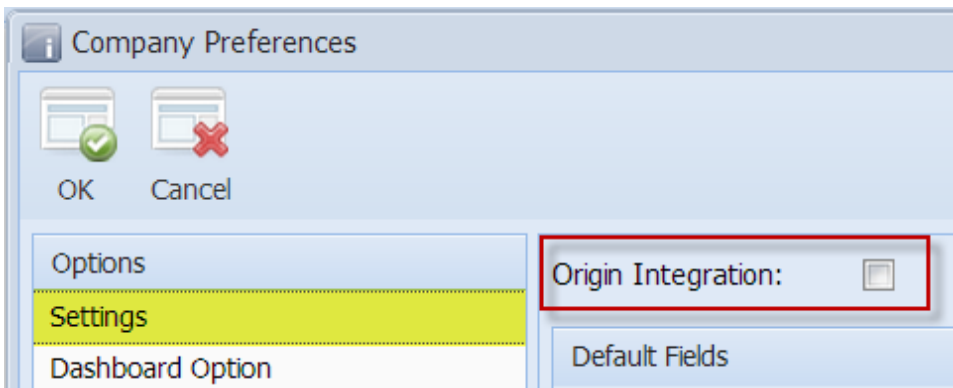 Company Preferences
OK Cancel
Options
Origin Integration:
Settings
Default Fields
Dashboard Option